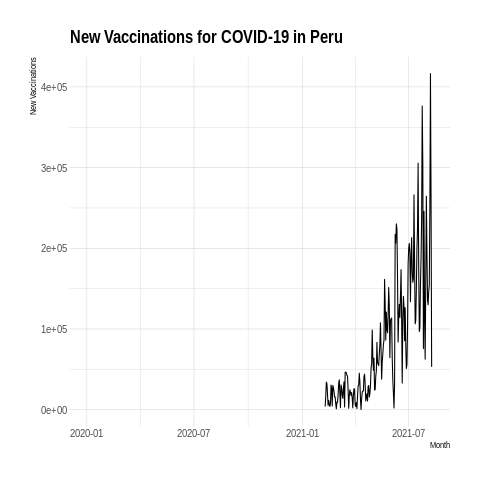 New Vaccinations for COVID-19 in Peru
New Vaccinations
4e+05
3e+05
2e+05
1e+05
0e+00
2020-01 2020-07 2021-01 2021-07
Month